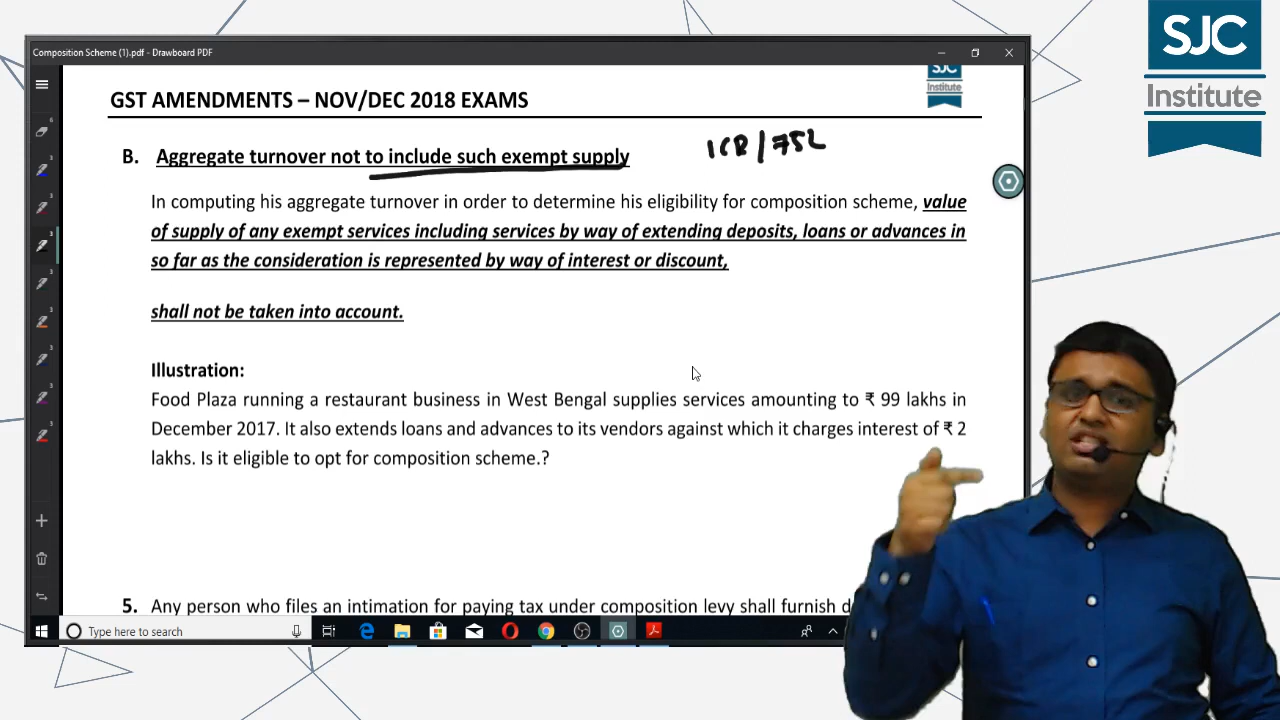 SJC
Institute
Composition Scheme (1).pdf - Drawboard PDF
SJC
Institute
GST AMENDMENTS – NOV/DEC 2018 EXAMS
B. Aggregate turnover not to include such exempt supply
1CR/75L
In computing his aggregate turnover in order to determine his eligibility for composition scheme, value
of supply of any exempt services including services by way of extending deposits, loans or advances in
so far as the consideration is represented by way of interest or discount,
shall not be taken into account.
Illustration:
Food Plaza running a restaurant business in West Bengal supplies services amounting to ₹ 99 lakhs in
December 2017. It also extends loans and advances to its vendors against which it charges interest of ₹ 2
lakhs. Is it eligible to opt for composition scheme.?
5. Any person who files an intimation for paying tax under composition levy shall furnish
Type here to search